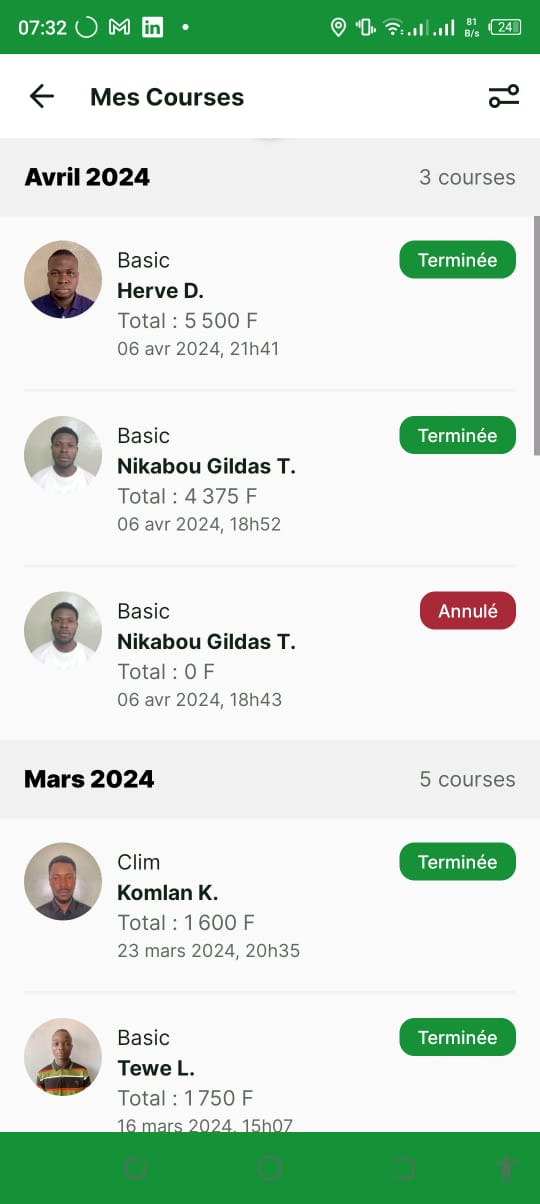 07:32 81 B/s 24
Mes Courses
Avril 2024 3 courses
Basic Terminée
Herve D.
Total : 5 500 F
06 avr 2024, 21h41
Basic Terminée
Nikabou Gildas T.
Total : 4 375 F
06 avr 2024, 18h52
Basic Annulé
Nikabou Gildas T.
Total : 0 F
06 avr 2024, 18h43
Mars 2024 5 courses
Clim Terminée
Komlan K.
Total : 1 600 F
23 mars 2024, 20h35
Basic Terminée
Tewe L.
Total : 1 750 F
16 mars 2024, 15h07